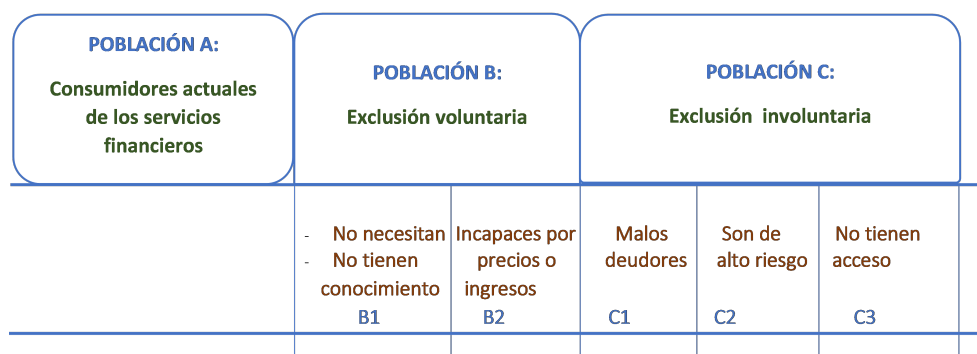 POBLACIÓN A:
Consumidores actuales
de los servicios
financieros
POBLACIÓN B:
Exclusión voluntaria
POBLACIÓN C:
Exclusión involuntaria
- No necesitan
- No tienen
conocimiento
B1
Incapaces por
precios o
ingresos
B2
Malos
deudores
C1
Son de
alto riesgo
C2
No tienen
acceso
C3